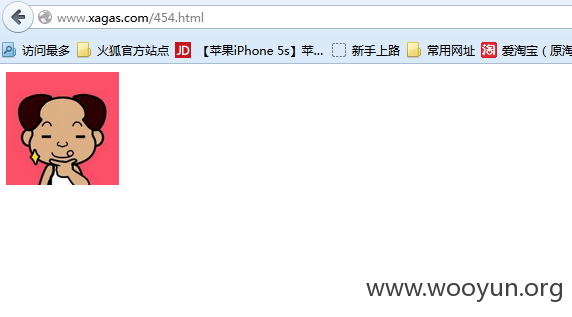 www.xagas.com/454.html
访问最多 火狐官方站点 JD 【苹果iPhone 5s】苹... 新手上路 常用网址 淘 爱淘宝（原淘
www.wooyun.org